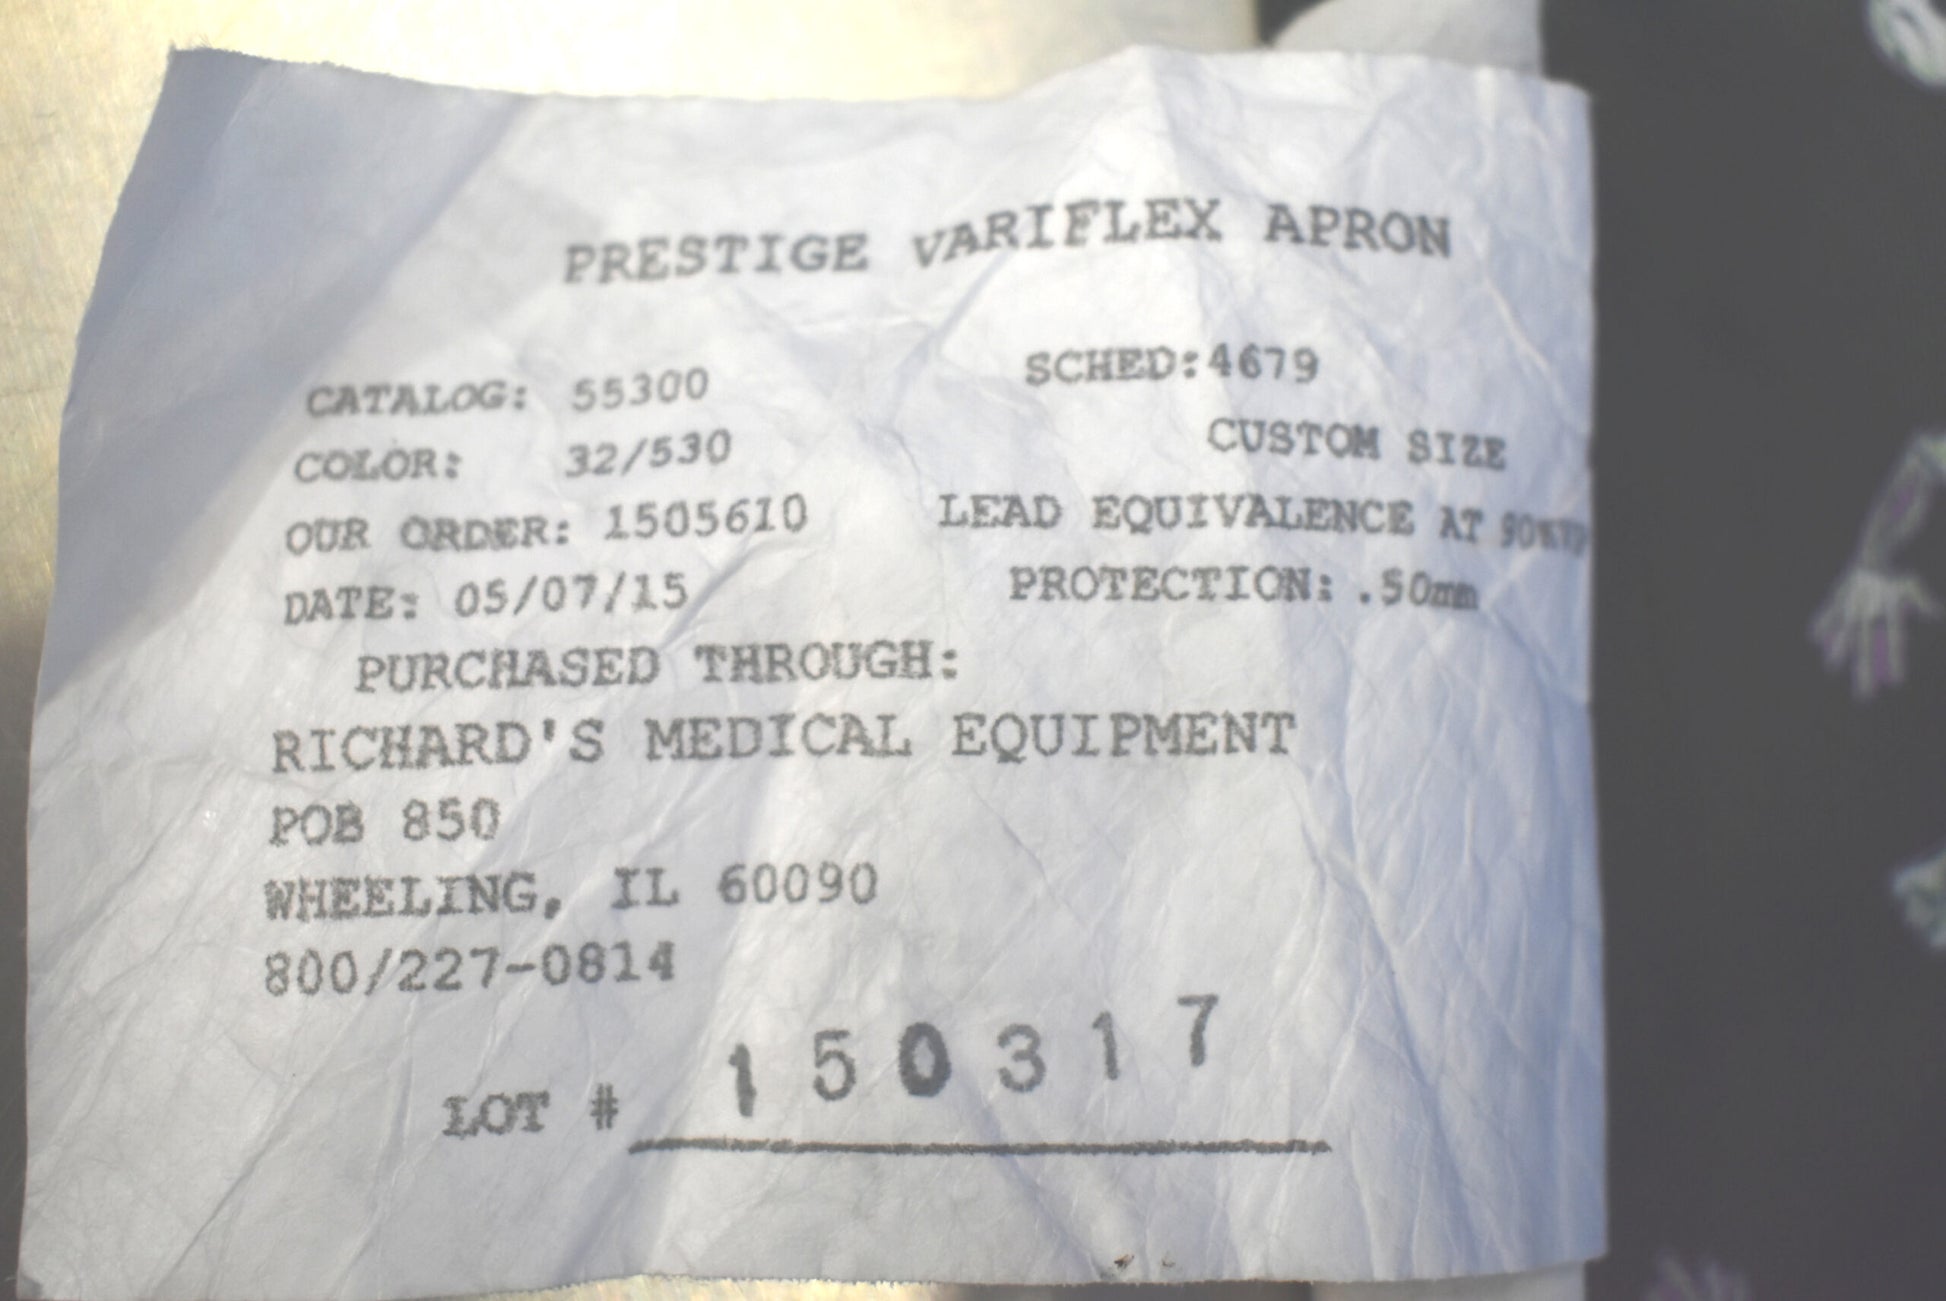 PRESTIGE VARIFLEX APRON
CATALOG: 55300 SCHED:4679
COLOR: 32/530 CUSTOM SIZE
OUR ORDER: 1505610 LEAD EQUIVALENCE AT 90KVP
DATE: 05/07/15 PROTECTION: .50mm
PURCHASED THROUGH:
RICHARD'S MEDICAL EQUIPMENT
POB 850
WHEELING, IL 60090
800/227-0814
LOT # 150317